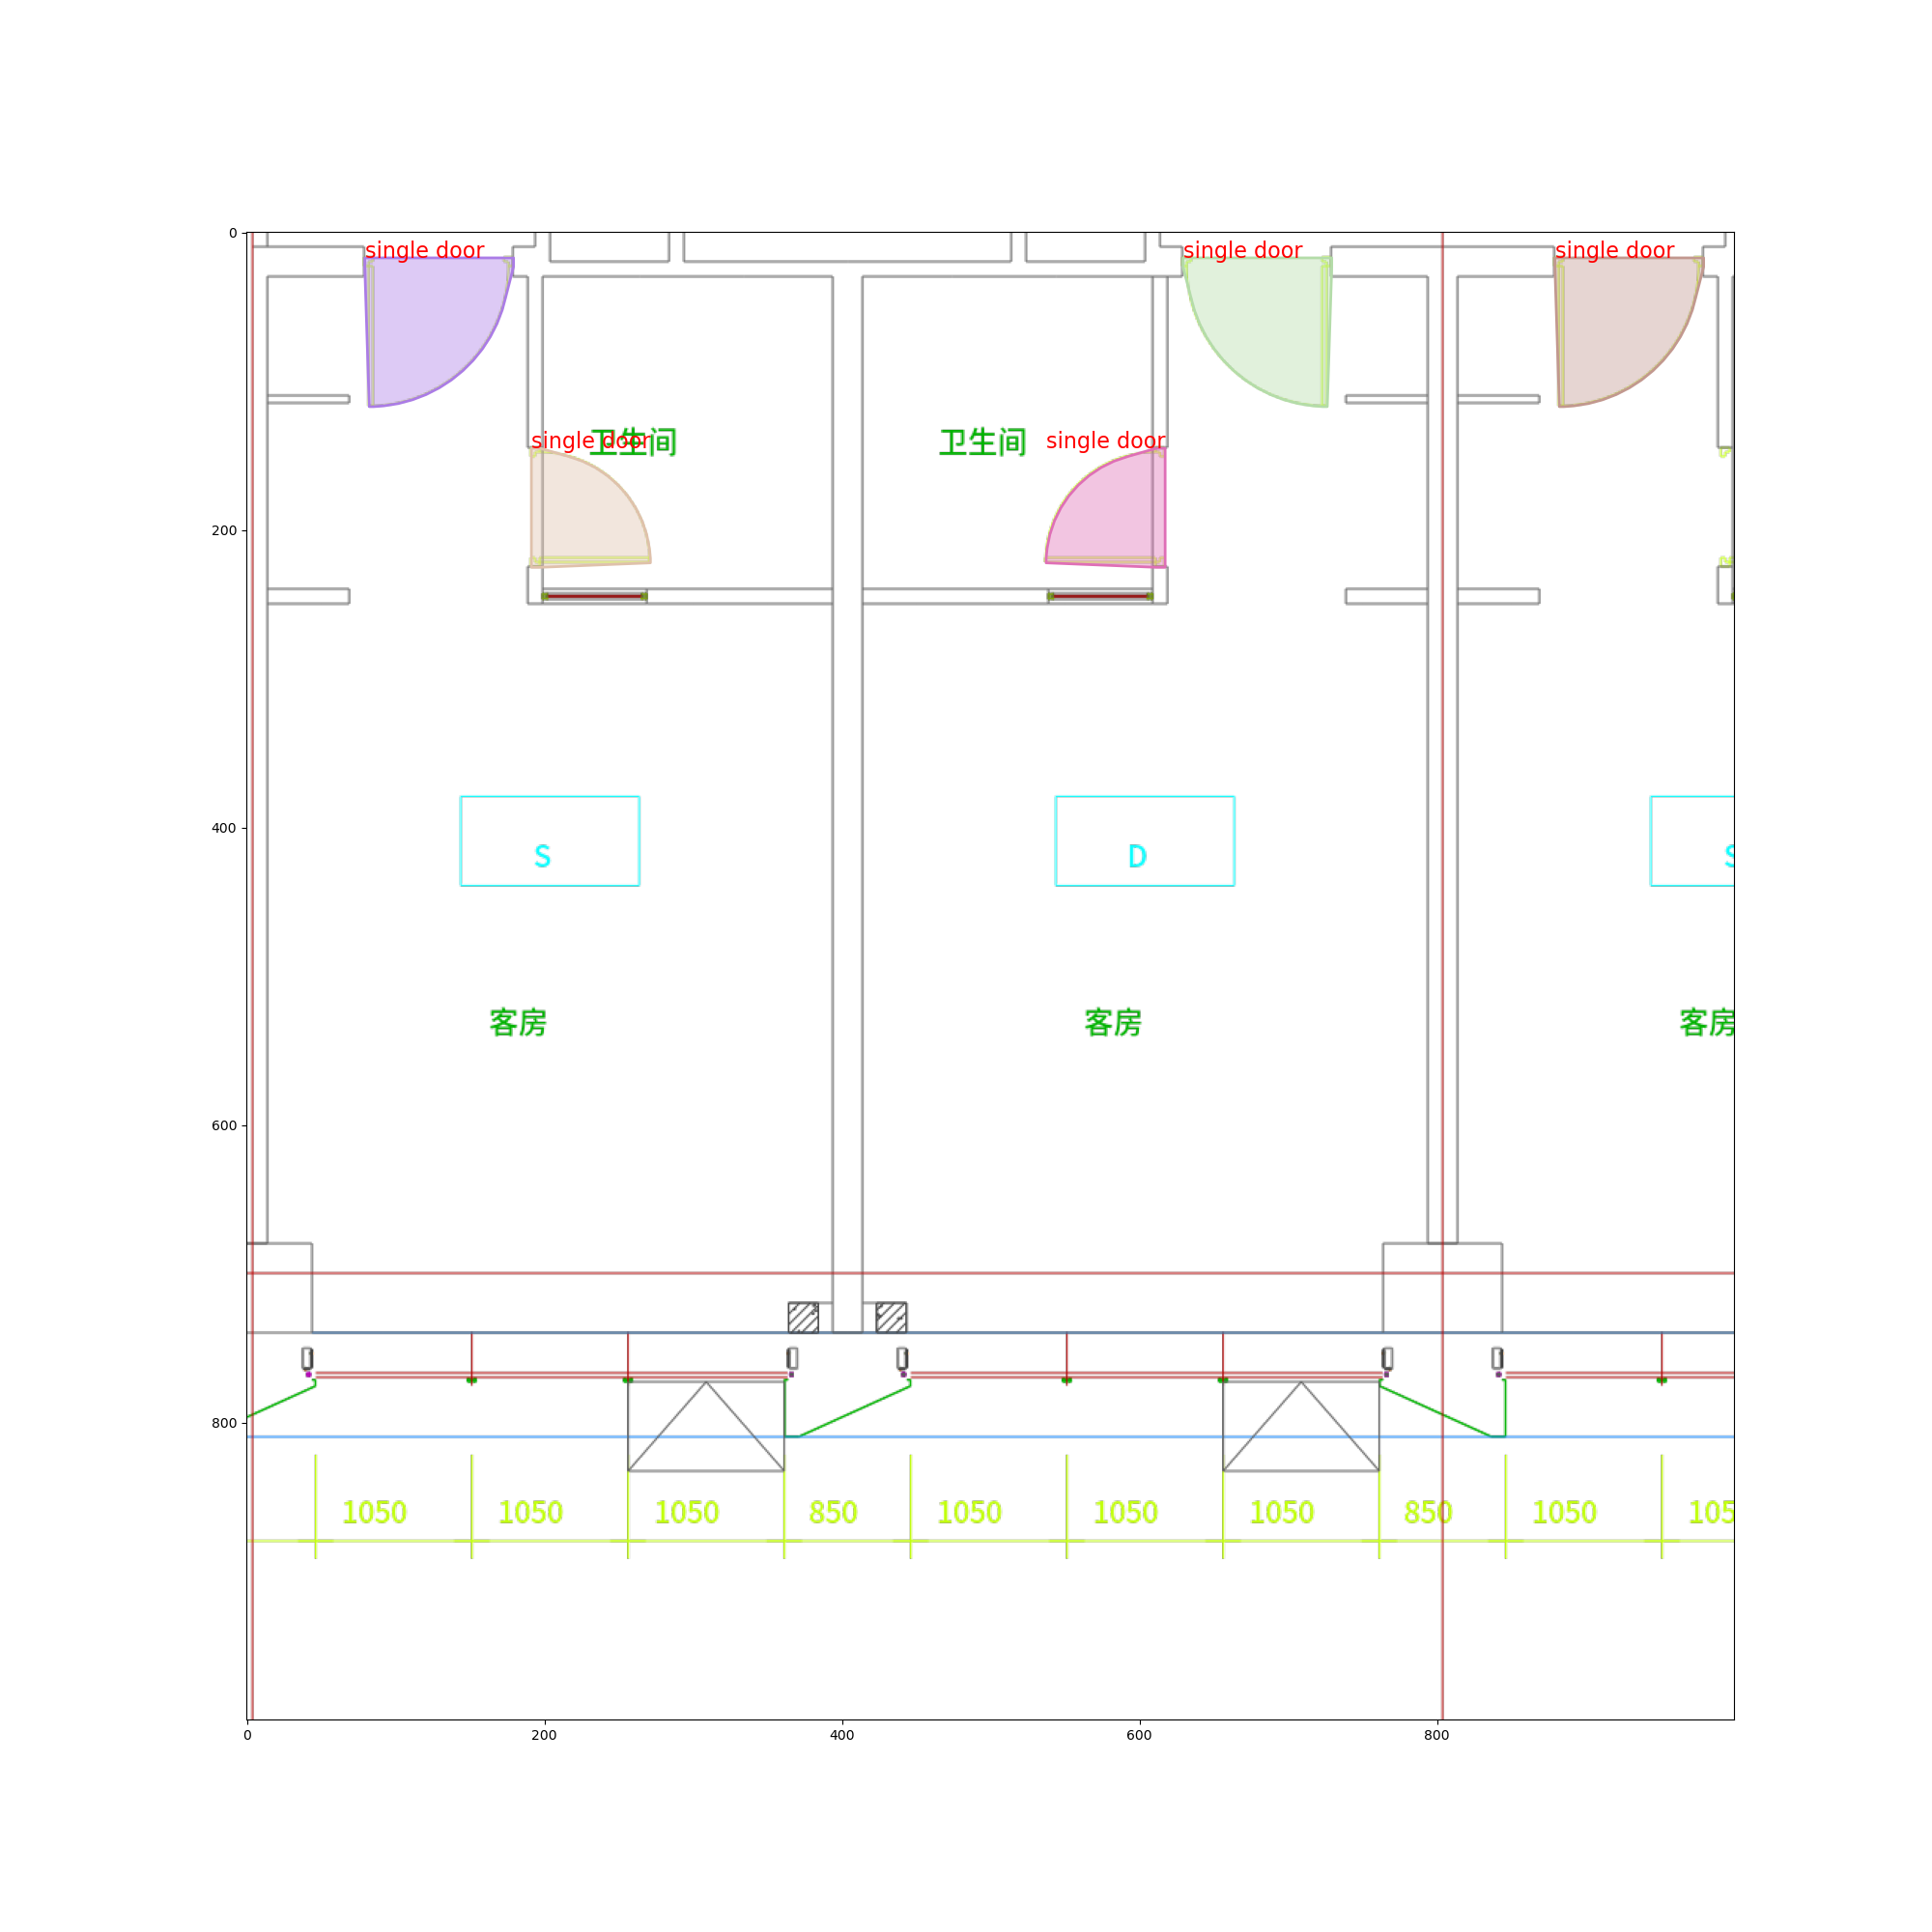 0
single door single door single door
single door 卫生间 卫生间 single door
200
400
S D S
客房 客房 客房
600
800
1050 1050 1050 850 1050 1050 1050 850 1050 105
0 200 400 600 800